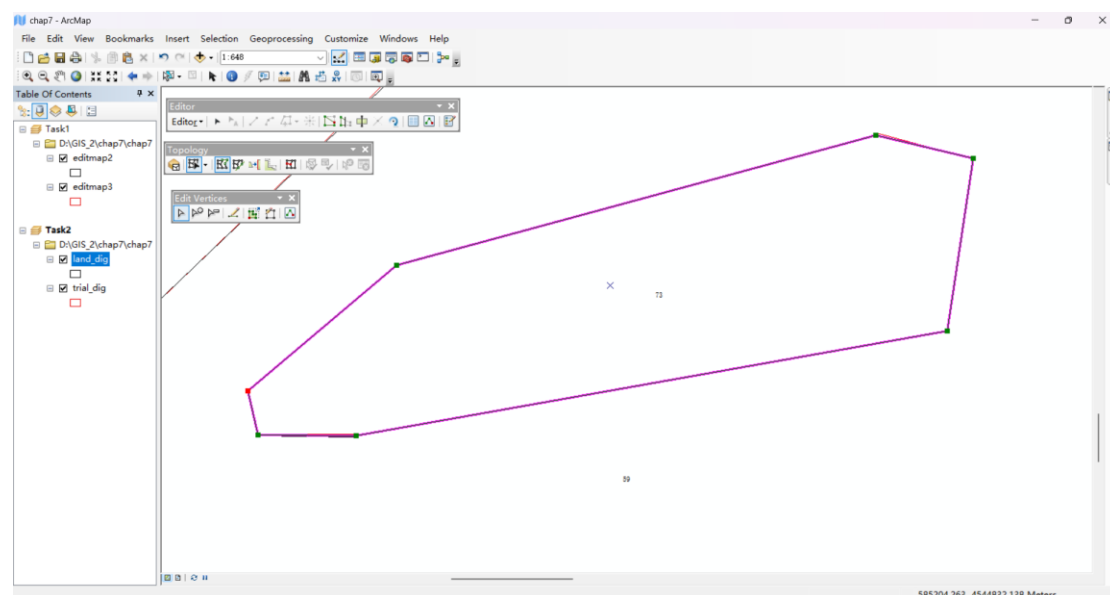 chap7 - ArcMap
File Edit View Bookmarks Insert Selection Geoprocessing Customize Windows Help
1:648
Table Of Contents
Task1
D:\GIS_2\chap7\chap7
editmap2
editmap3
Task2
D:\GIS_2\chap7\chap7
land_dig
trial_dig
Editor
Editor
Topology
Edit Vertices
73
59
585204.263 4544832.138 Meters